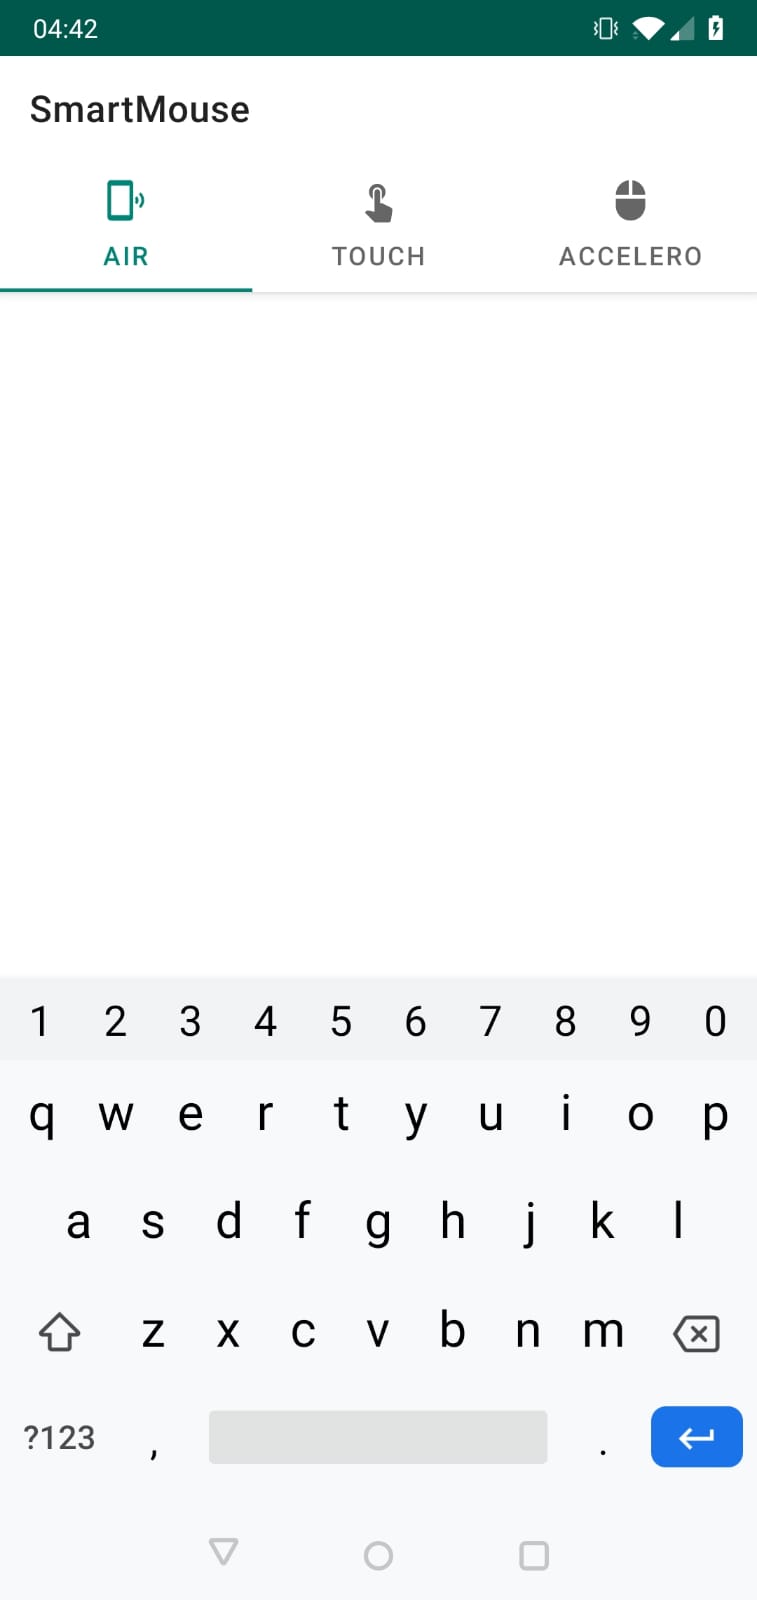 04:42
SmartMouse
AIR TOUCH ACCELERO
1 2 3 4 5 6 7 8 9 0
q w e r t y u i o p
a s d f g h j k l
z x c v b n m
?123 , .